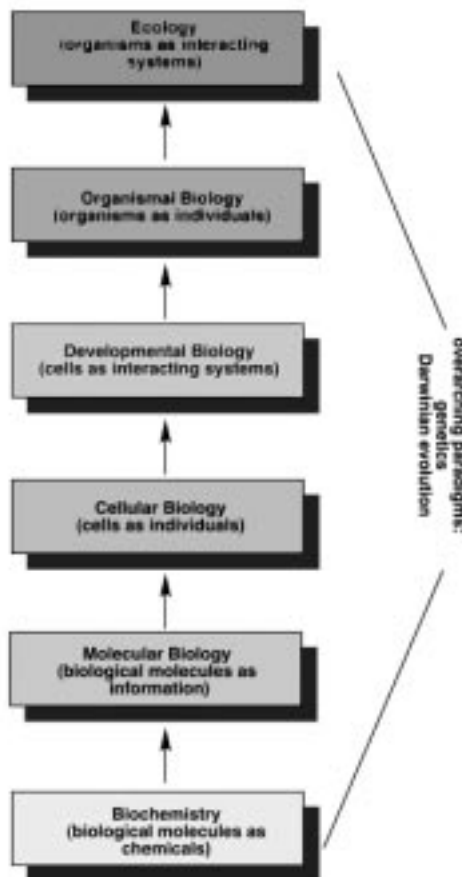 Ecology
(organisms as interacting
systems)
Organismal Biology
(organisms as individuals)
Developmental Biology
(cells as interacting systems)
Cellular Biology
(cells as individuals)
Molecular Biology
(biological molecules as
information)
Biochemistry
(biological molecules as
chemicals)
overarching paradigms:
genetics
Darwinian evolution